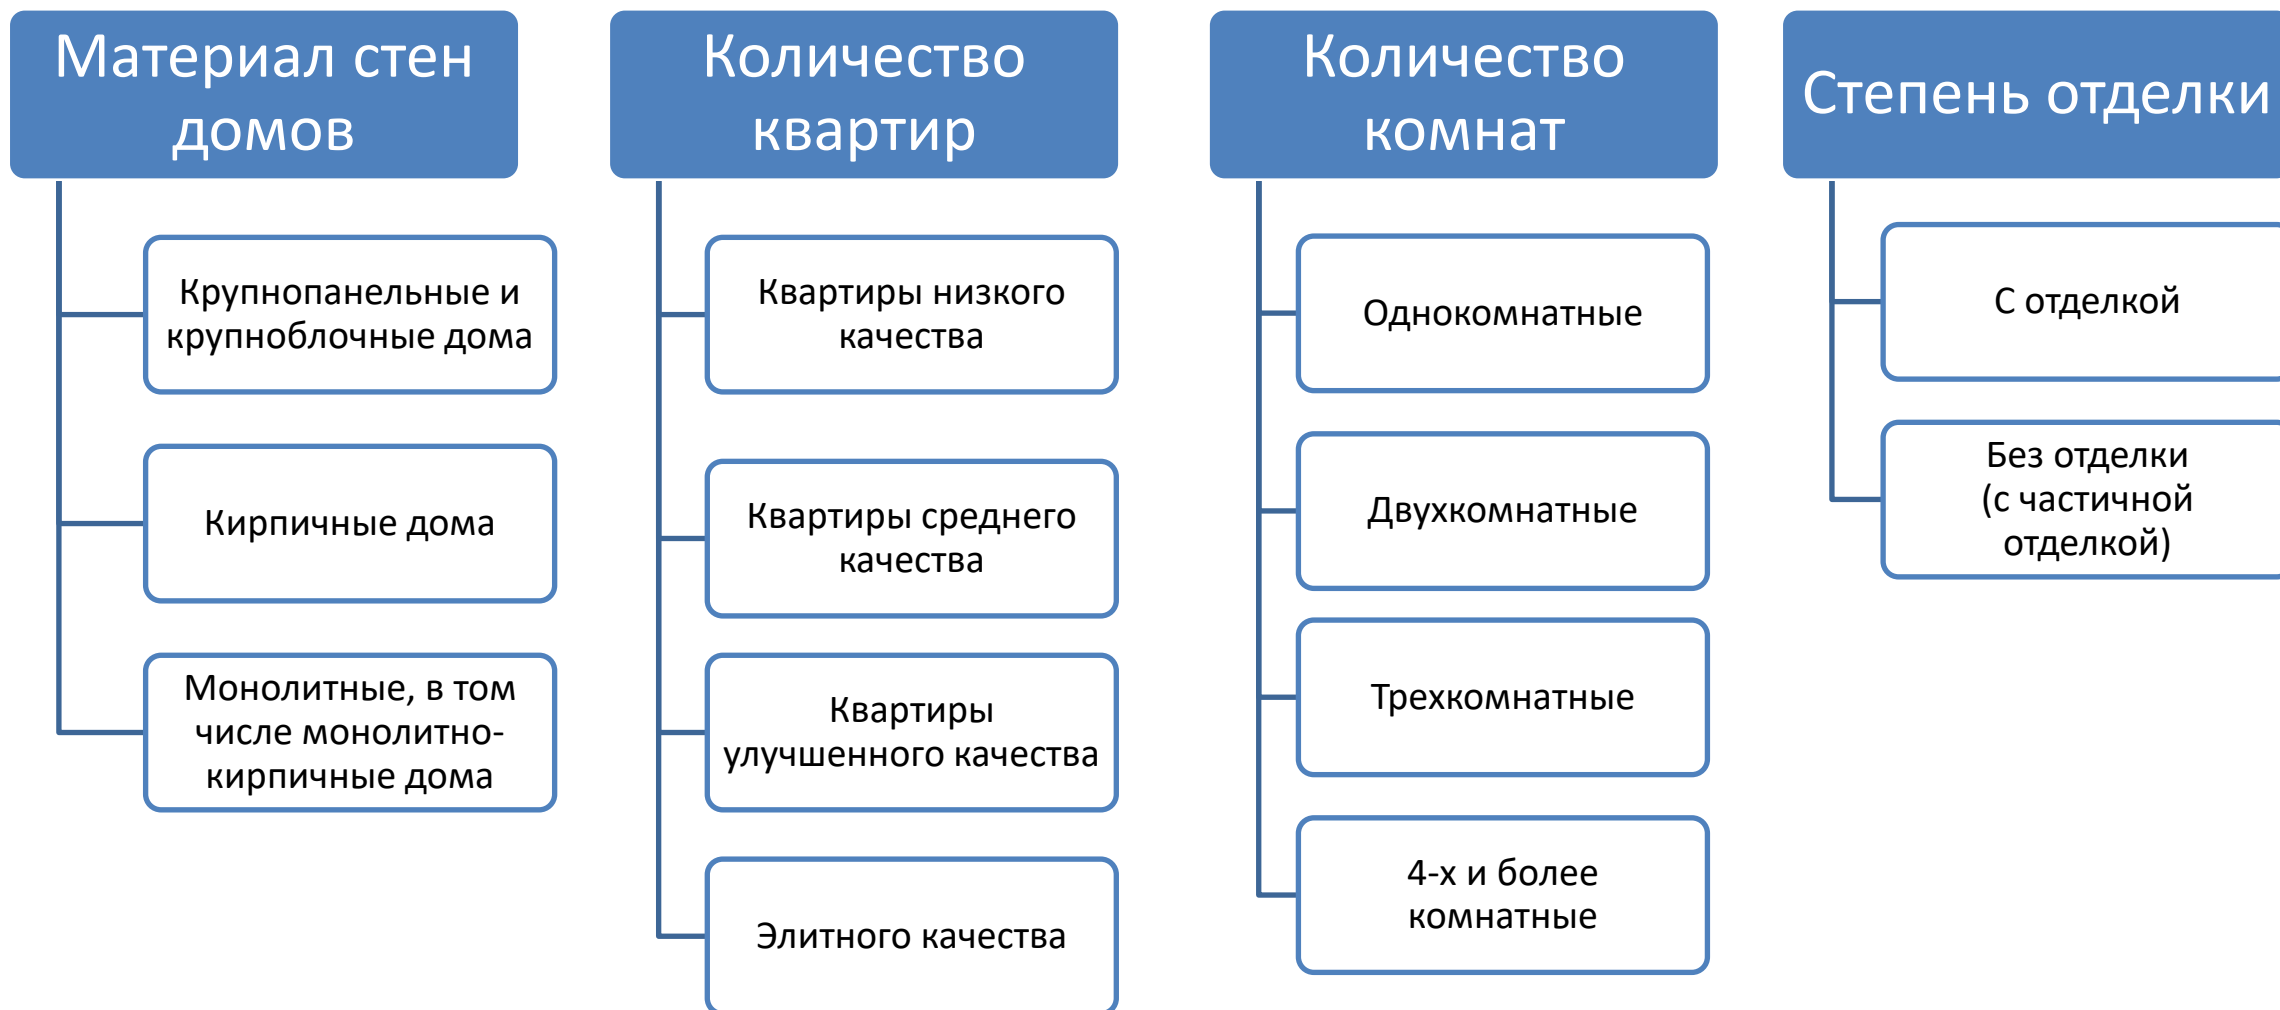 Материал стен
домов
Крупнопанельные и
крупноблочные дома
Кирпичные дома
Монолитные, в том
числе монолитно-
кирпичные дома
Количество
квартир
Квартиры низкого
качества
Квартиры среднего
качества
Квартиры
улучшенного качества
Элитного качества
Количество
комнат
Однокомнатные
Двухкомнатные
Трехкомнатные
4-х и более
комнатные
Степень отделки
С отделкой
Без отделки
(с частичной
отделкой)